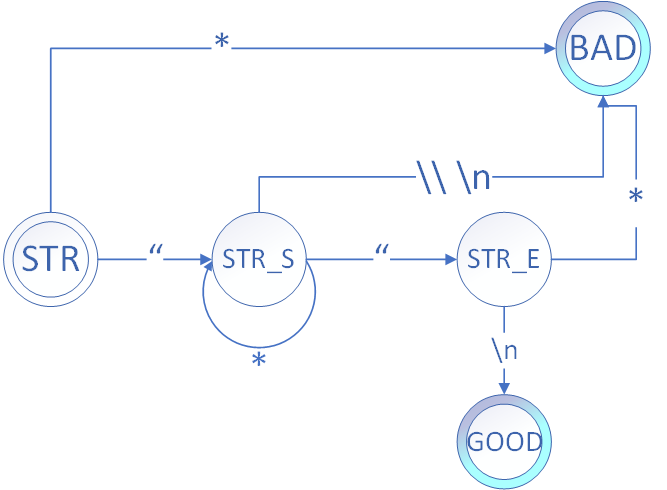 *
BAD
\\ \n
*
STR
“
STR_S
“
STR_E
*
\n
GOOD